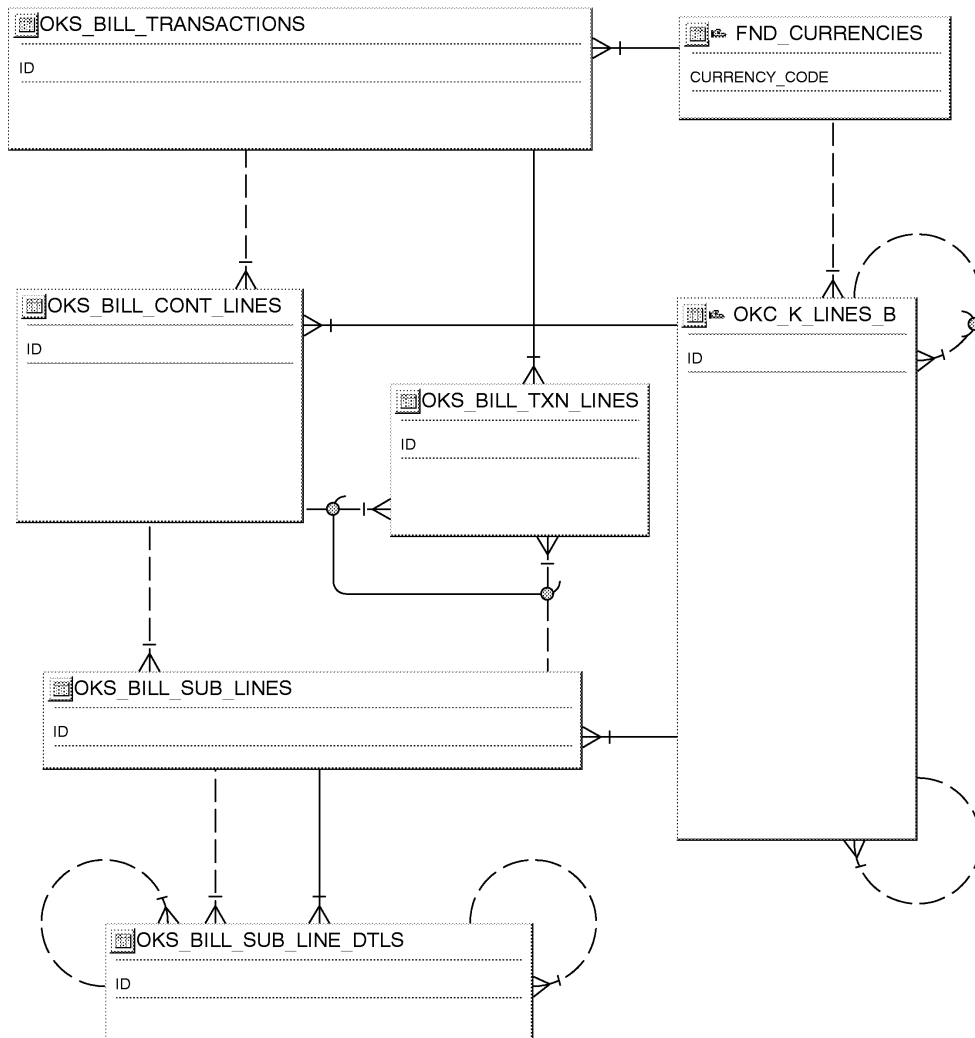 OKS_BILL_TRANSACTIONS
ID
FND_CURRENCIES
CURRENCY_CODE
OKS_BILL_CONT_LINES
ID
OKC_K_LINES_B
ID
OKS_BILL_TXN_LINES
ID
OKS_BILL_SUB_LINES
ID
OKS_BILL_SUB_LINE_DTLS
ID